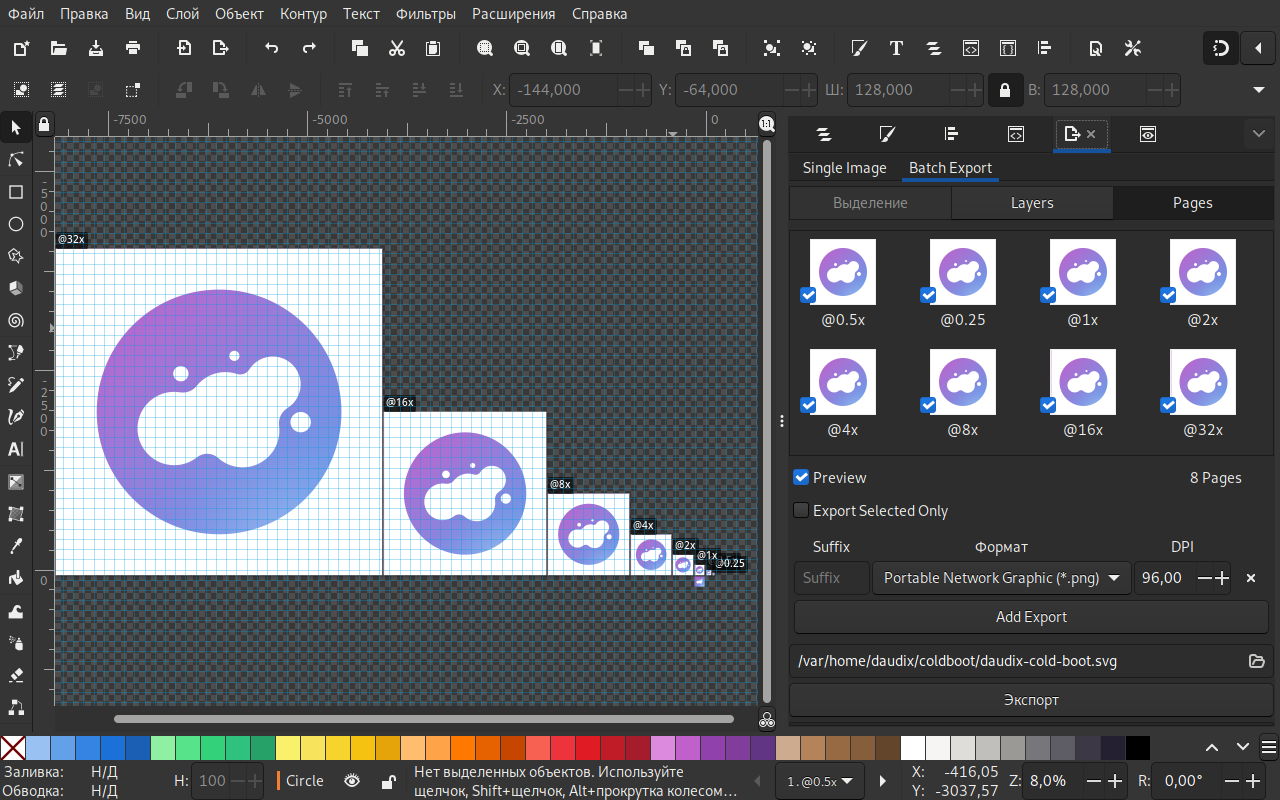 Файл Правка Вид Слой Объект Контур Текст Фильтры Расширения Справка
X: -144,000 Y: -64,000 Ш: 128,000 В: 128,000
-7500 -5000 -2500 0
1:1
-5000
-2500
0
@32x
@16x
@8x
@4x
@2x
@1x
@0.25
Single Image Batch Export
Выделение Layers Pages
@0.5x @0.25 @1x @2x
@4x @8x @16x @32x
Preview 8 Pages
Export Selected Only
Suffix Формат DPI
Suffix Portable Network Graphic (*.png) 96,00
Add Export
/var/home/daudix/coldboot/daudix-cold-boot.svg
Экспорт
Заливка: Н/Д
Обводка: Н/Д
Н: 100
Circle
Нет выделенных объектов. Используйте
щелчок, Shift+щелчок, Alt+прокрутка колесом…
1. @0.5x
X: -416,05
Y: -3037,57
Z: 8,0%
R: 0,00°